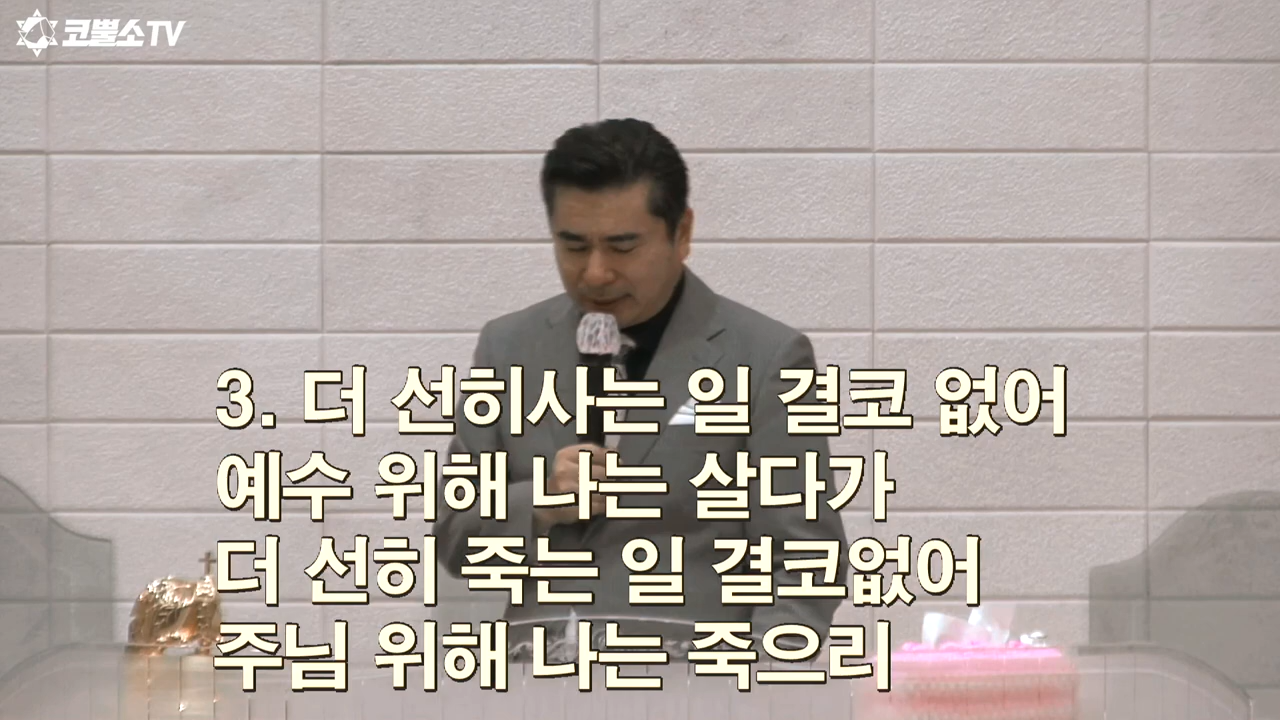 코뿔소TV
3. 더 선히사는 일 결코 없어
예수 위해 나는 살다가
더 선히 죽는 일 결코없어
주님 위해 나는 죽으리